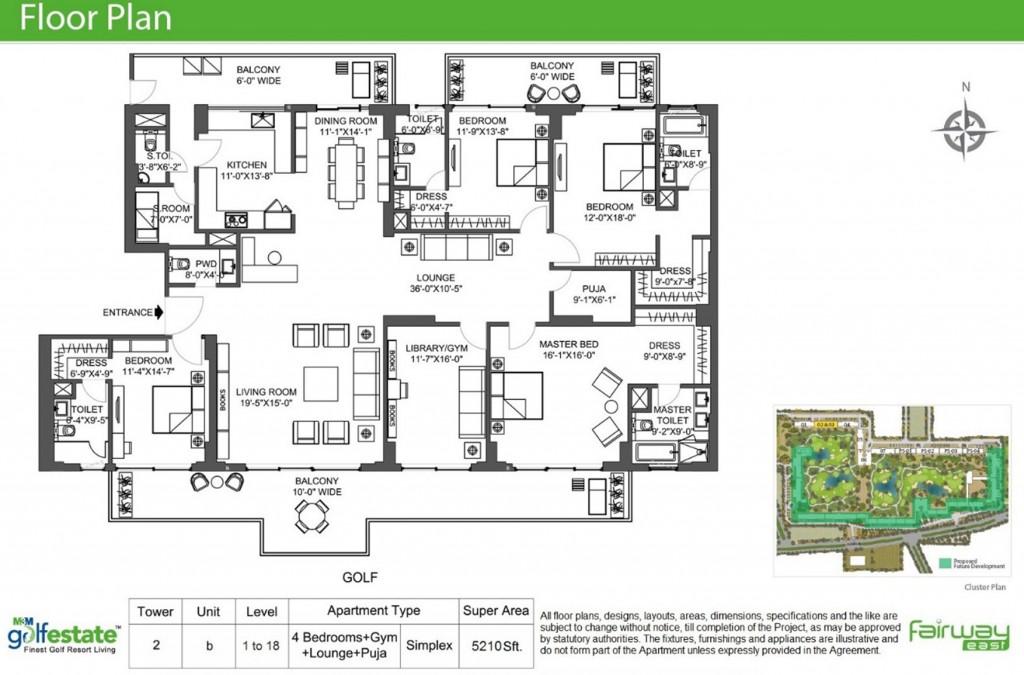 Floor Plan
BALCONY
6'-0" WIDE
BALCONY
6'-0" WIDE
N
DINING ROOM
11'-1"X14'-1"
TOILET
6'-0"X8'-9"
BEDROOM
11'-9"X13'-8"
S.TOI.
3'-8"X6'-2"
KITCHEN
11'-0"X13'-8"
TOILET
6'-0"X8'-9"
DRESS
6'-0"X4'-7"
BEDROOM
12'-0"X18'-0"
S.ROOM
7'-0"X7'-0"
PWD
8'-0"X4'-0
LOUNGE
36'-0"X10'-5"
PUJA
9'-1"X6'-1"
DRESS
9'-0"x7'-8"
ENTRANCE
BEDROOM
11'-4"X14'-7"
DRESS
6'-9"X4'-9"
LIBRARY/GYM
11'-7"X16'-0"
MASTER BED
16'-1"X16'-0"
DRESS
9'-0"X8'-9"
BOOKS
BOOKS
BOOKS
LIVING ROOM
19'-5"X15'-0"
TOILET
6'-4"X9'-5"
MASTER
TOILET
9'-2"X9'-0"
BALCONY
10'-0" WIDE
GOLF
01 02 & 03 04
Proposed
Future Development
Cluster Plan
M3M
golfestate™
Finest Golf Resort Living
Tower Unit Level Apartment Type Super Area
2 b 1 to 18 4 Bedrooms+Gym
+Lounge+Puja Simplex 5210Sft.
All floor plans, designs, layouts, areas, dimensions, specifications and the like are
subject to change without notice, till completion of the Project, as may be approved
by statutory authorities. The fixtures, furnishings and appliances are illustrative and
do not form part of the Apartment unless expressly provided in the Agreement.
Fairway
east